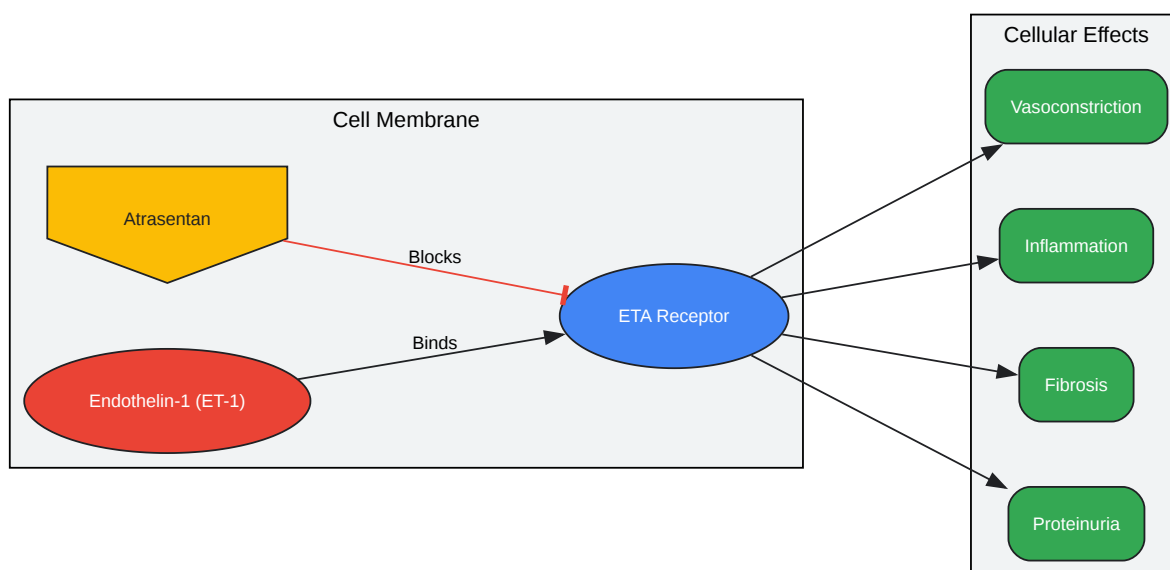 Cellular Effects
Cell Membrane
Vasoconstriction
Atrasentan
Blocks
Inflammation
ETA Receptor
Binds
Endothelin-1 (ET-1)
Fibrosis
Proteinuria